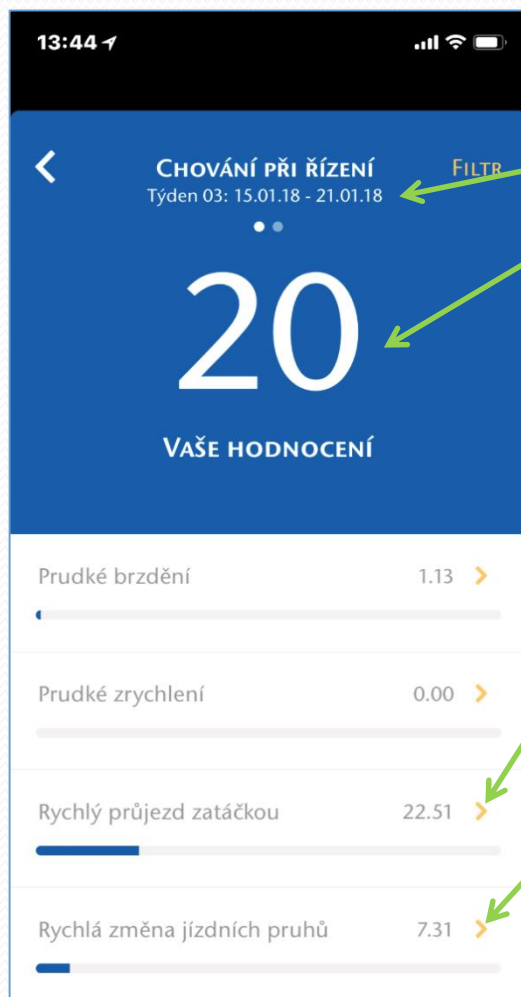 13:44
Chování při řízení
Filtr
Týden 03: 15.01.18 - 21.01.18
20
Vaše hodnocení
Prudké brzdění 1.13
Prudké zrychlení 0.00
Rychlý průjezd zatáčkou 22.51
Rychlá změna jízdních pruhů 7.31